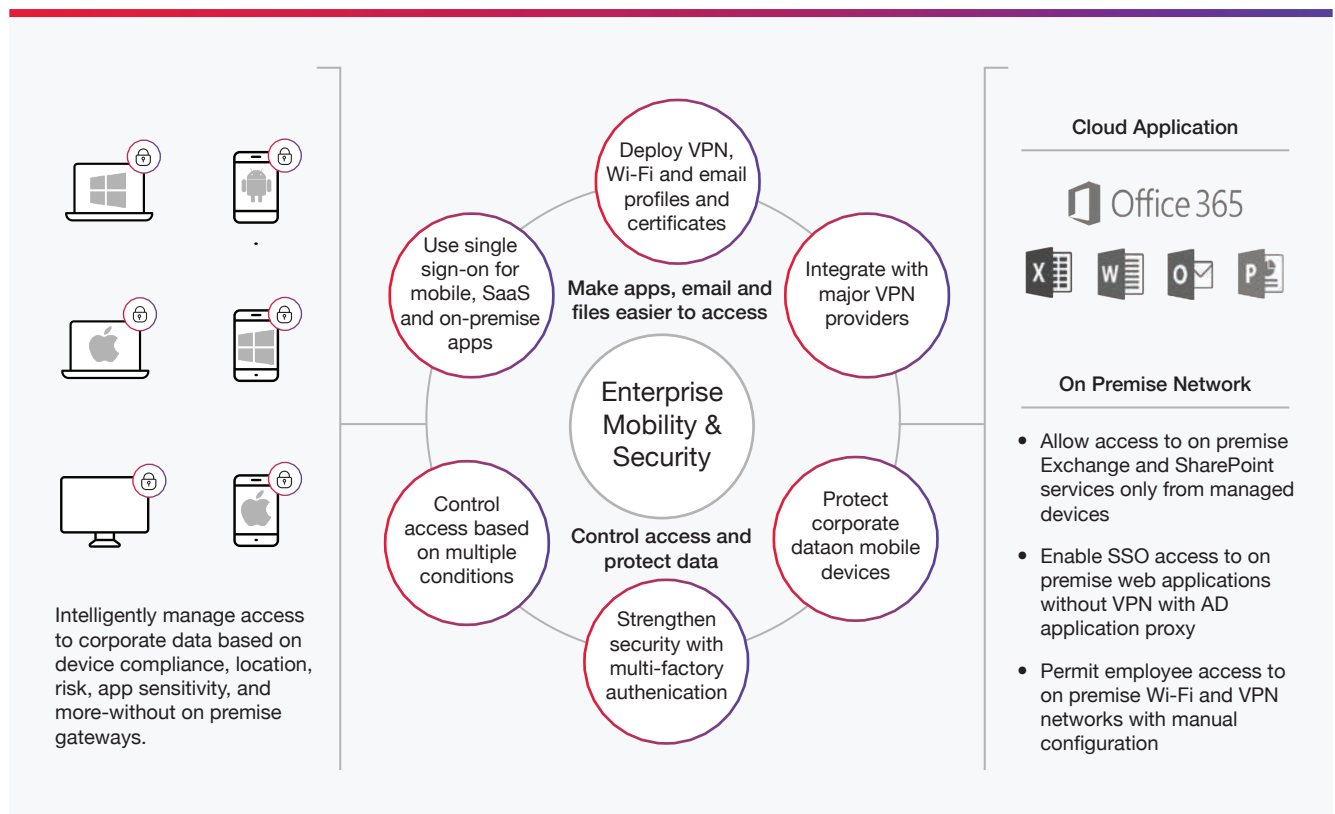 Intelligently manage access
to corporate data based on
device compliance, location,
risk, app sensitivity, and
more-without on premise
gateways.
Deploy VPN,
Wi-Fi and email
profiles and
certificates
Use single
sign-on for
mobile, SaaS
and on-premise
apps
Make apps, email and
files easier to access
Integrate with
major VPN
providers
Enterprise
Mobility &
Security
Control
access based
on multiple
conditions
Control access and
protect data
Protect
corporate
dataon mobile
devices
Strengthen
security with
multi-factory
authenication
Cloud Application
Office 365
X
W
O
P
On Premise Network
• Allow access to on premise
Exchange and SharePoint
services only from managed
devices
• Enable SSO access to on
premise web applications
without VPN with AD
application proxy
• Permit employee access to
on premise Wi-Fi and VPN
networks with manual
configuration